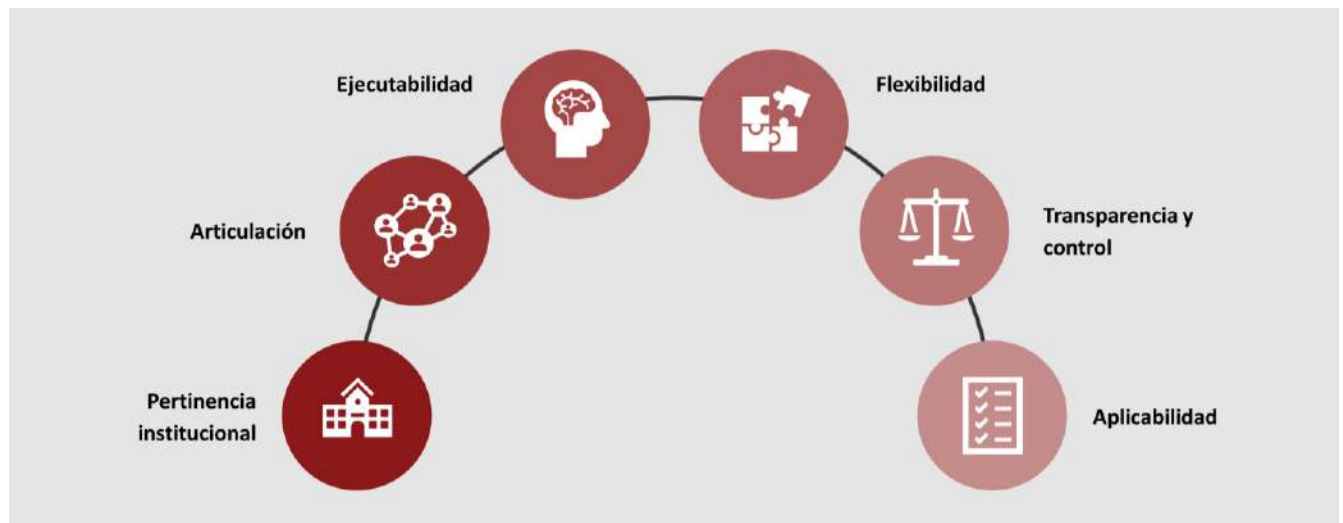 Ejecutabilidad
Flexibilidad
Articulación
Transparencia y
control
Pertinencia
institucional
Aplicabilidad